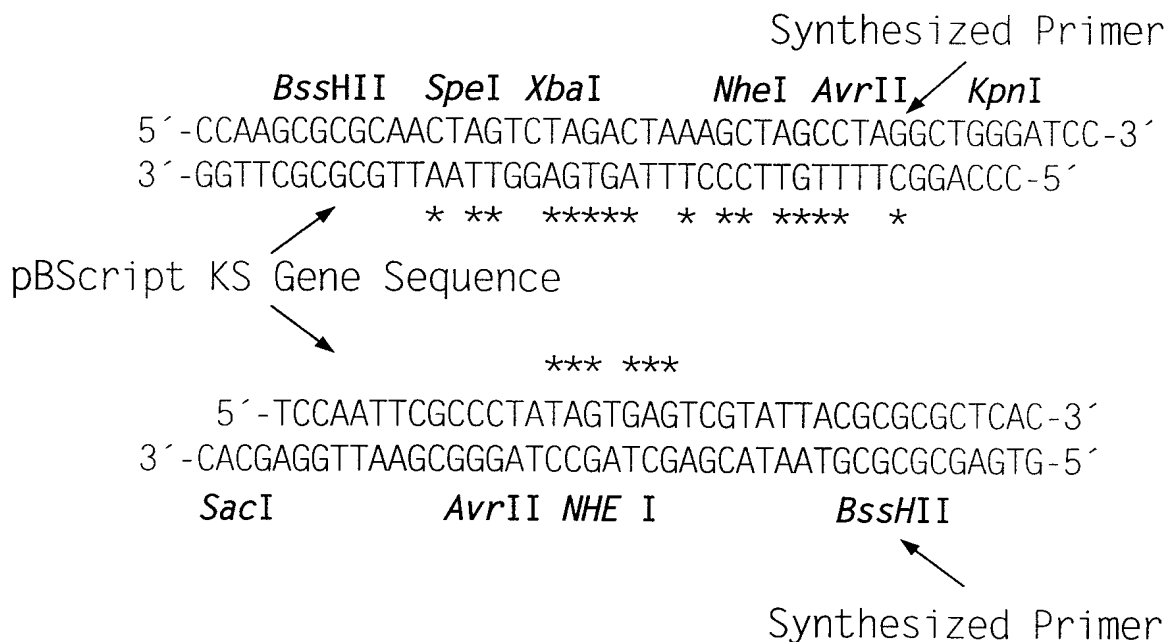 Synthesized Primer
BssHII SpeI XbaI NheI AvrII KpnI
5´-CCAAGCGCGCAACTAGTCTAGACTAAAGCTAGCCTAGGCTGGGATCC-3´
3´-GGTTCGCGCGTTAATTGGAGTGATTTCCCTTGTTTTCGGACCC-5´
* ** ***** * ** **** *
pBScript KS Gene Sequence
*** ***
5´-TCCAATTCGCCCTATAGTGAGTCGTATTACGCGCGCTCAC-3´
3´-CACGAGGTTAAGCGGGATCCGATCGAGCATAATGCGCGCGAGTG-5´
SacI AvrII NHE I BssHII
Synthesized Primer